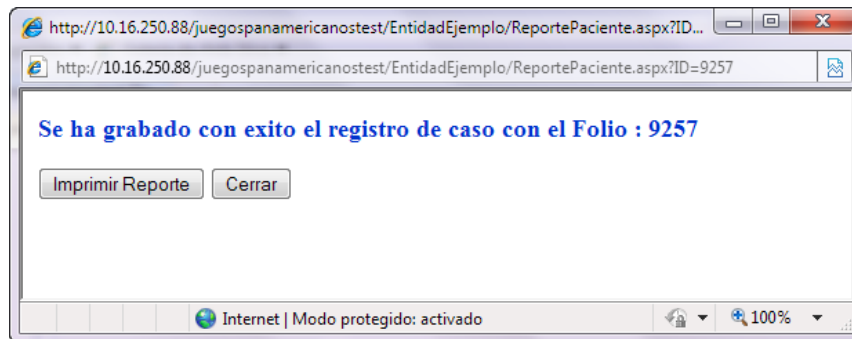 http://10.16.250.88/juegospanamericanostest/EntidadEjemplo/ReportePaciente.aspx?ID...
http://10.16.250.88/juegospanamericanostest/EntidadEjemplo/ReportePaciente.aspx?ID=9257
Se ha grabado con exito el registro de caso con el Folio : 9257
Imprimir Reporte Cerrar
Internet | Modo protegido: activado 100%